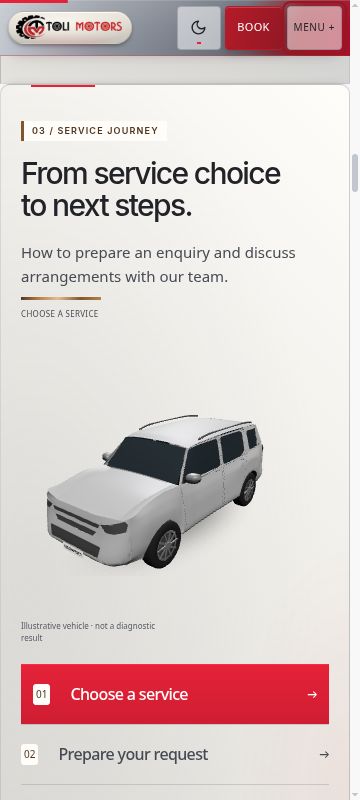 TOLI MOTORS
BOOK
MENU +
03 / SERVICE JOURNEY
From service choice
to next steps.
How to prepare an enquiry and discuss
arrangements with our team.
CHOOSE A SERVICE
Illustrative vehicle · not a diagnostic
result
01 Choose a service →
02 Prepare your request →